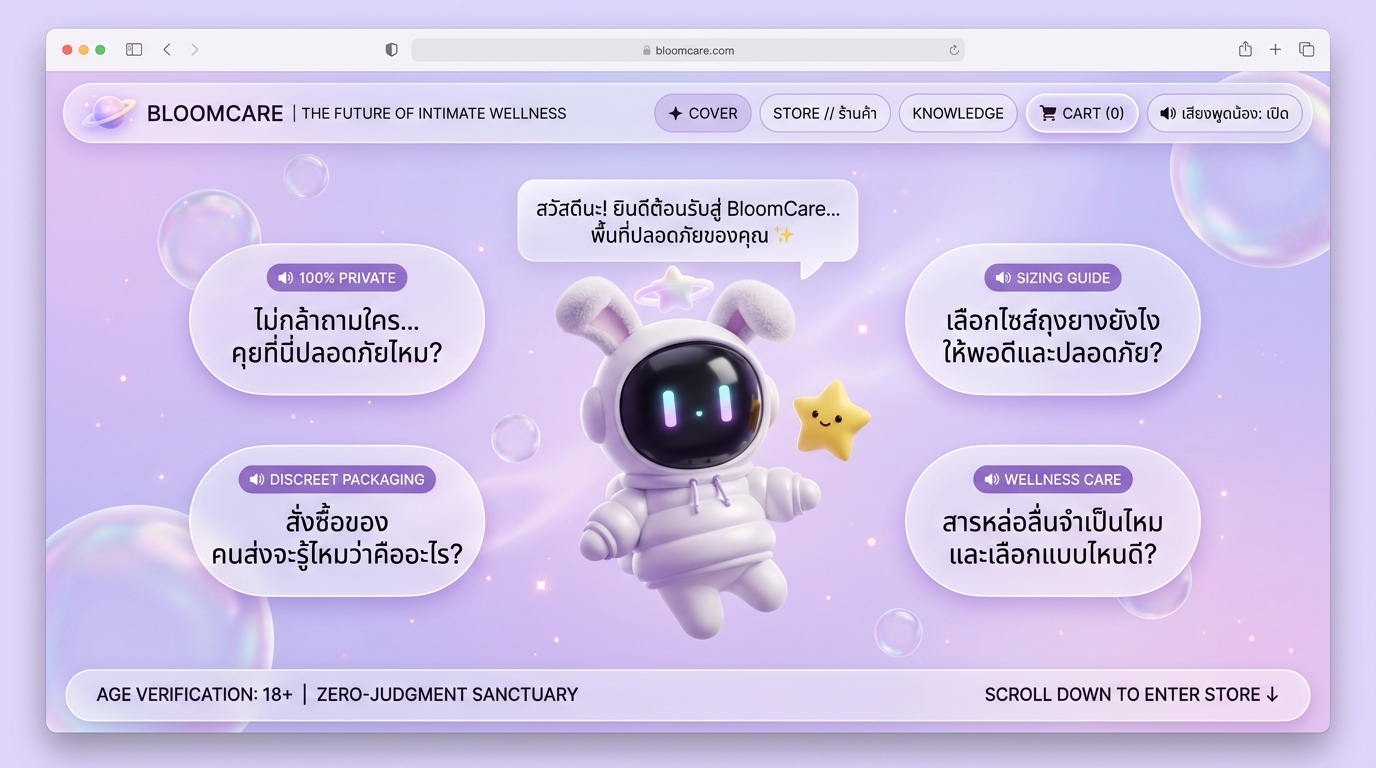 bloomcare.com
BLOOMCARE | THE FUTURE OF INTIMATE WELLNESS
COVER
STORE // ร้านค้า
KNOWLEDGE
CART (0)
เสียงพูดน้อง: เปิด
สวัสดีนะ! ยินดีต้อนรับสู่ BloomCare...
พื้นที่ปลอดภัยของคุณ ✨
100% PRIVATE
ไม่กล้าถามใคร...
คุยที่นี่ปลอดภัยไหม?
SIZING GUIDE
เลือกไซส์ถุงยางยังไง
ให้พอดีและปลอดภัย?
DISCREET PACKAGING
สั่งซื้อของ
คนส่งจะรู้ไหมว่าคืออะไร?
WELLNESS CARE
สารหล่อลื่นจำเป็นไหม
และเลือกแบบไหนดี?
AGE VERIFICATION: 18+ | ZERO-JUDGMENT SANCTUARY
SCROLL DOWN TO ENTER STORE ↓